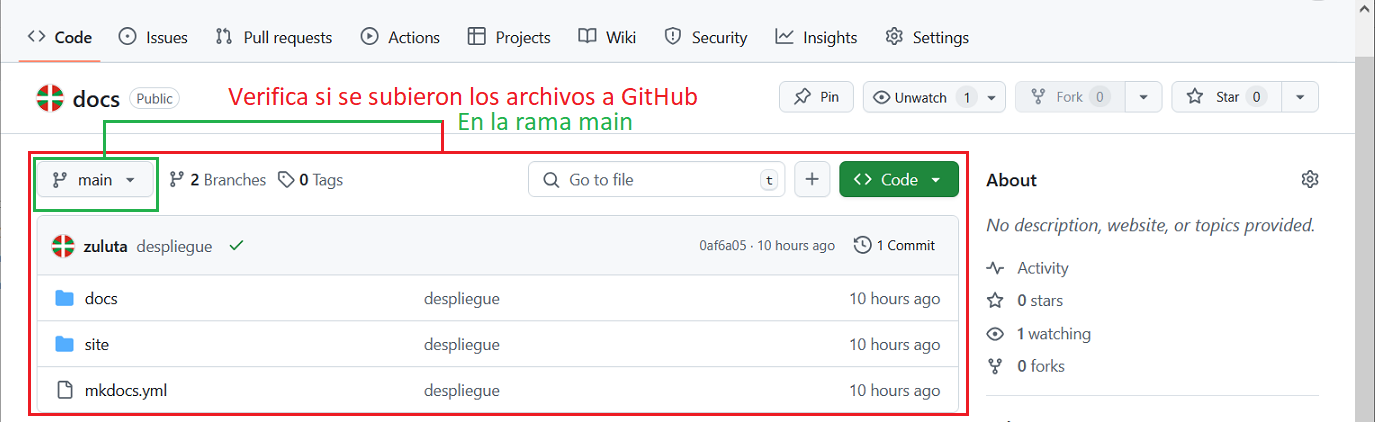 Code Issues Pull requests Actions Projects Wiki Security Insights Settings
docs Public Verifica si se subieron los archivos a GitHub Pin Unwatch 1 Fork 0 Star 0
En la rama main
main 2 Branches 0 Tags Go to file t Code About
No description, website, or topics provided.
zuluta despliegue 0af6a05 · 10 hours ago 1 Commit
Activity
docs despliegue 10 hours ago 0 stars
1 watching
site despliegue 10 hours ago
0 forks
mkdocs.yml despliegue 10 hours ago